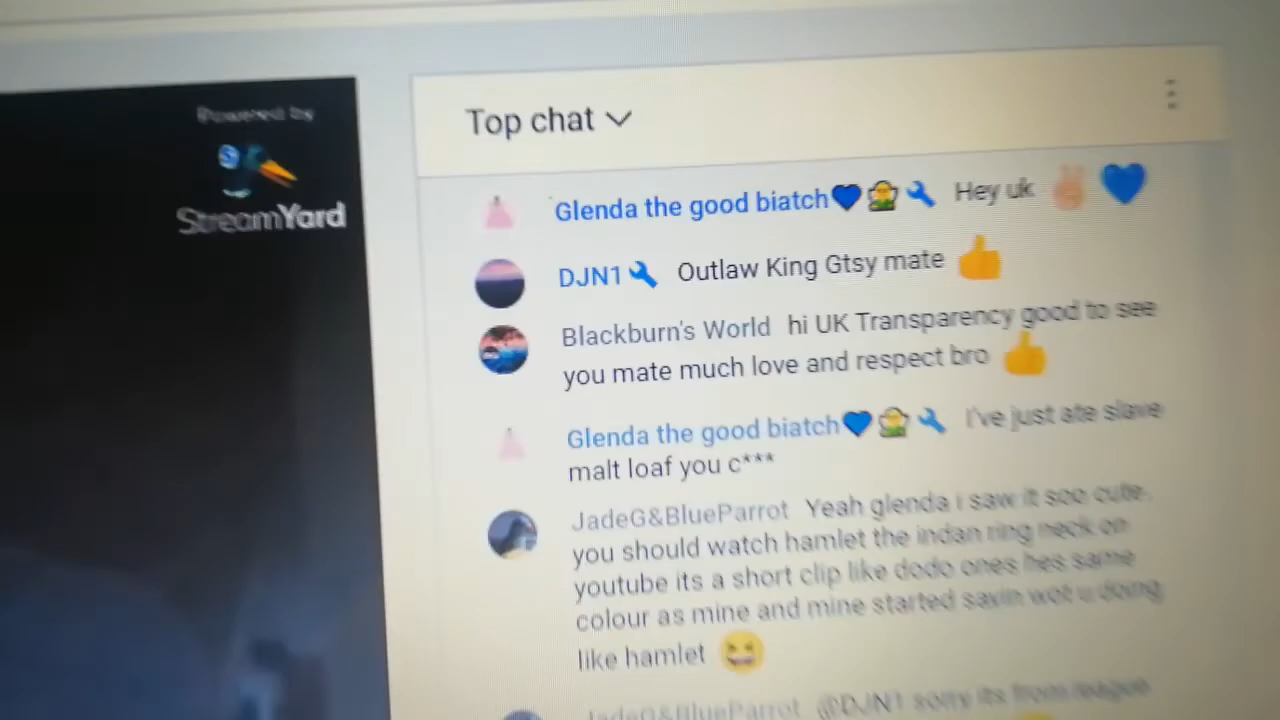 Powered by
StreamYard
Top chat
Glenda the good biatch💙🧝🔧 Hey uk ✌💙
DJN1🔧 Outlaw King Gtsy mate 👍
Blackburn's World hi UK Transparency good to see
you mate much love and respect bro 👍
Glenda the good biatch💙🧝🔧 I've just ate slave
malt loaf you c***
JadeG&BlueParrot Yeah glenda i saw it soo cute.
you should watch hamlet the indan ring neck on
youtube its a short clip like dodo ones hes same
colour as mine and mine started sayin wot u doing
like hamlet 😆
JadeG&BlueParrot @DJN1 sorry its from league